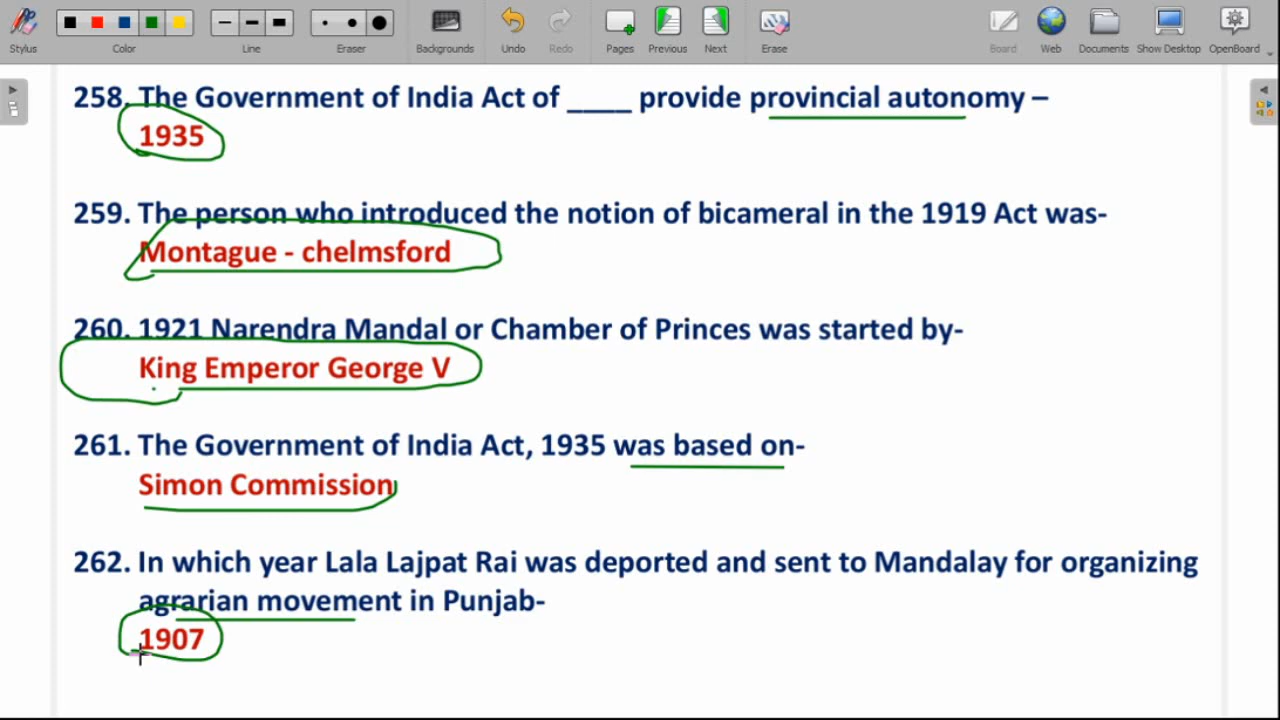 Stylus Color Line Eraser Backgrounds Undo Redo Pages Previous Next Erase Board Web Documents Show Desktop OpenBoard
258. The Government of India Act of ____ provide provincial autonomy –
1935
259. The person who introduced the notion of bicameral in the 1919 Act was-
Montague - chelmsford
260. 1921 Narendra Mandal or Chamber of Princes was started by-
King Emperor George V
261. The Government of India Act, 1935 was based on-
Simon Commission
262. In which year Lala Lajpat Rai was deported and sent to Mandalay for organizing
agrarian movement in Punjab-
1907